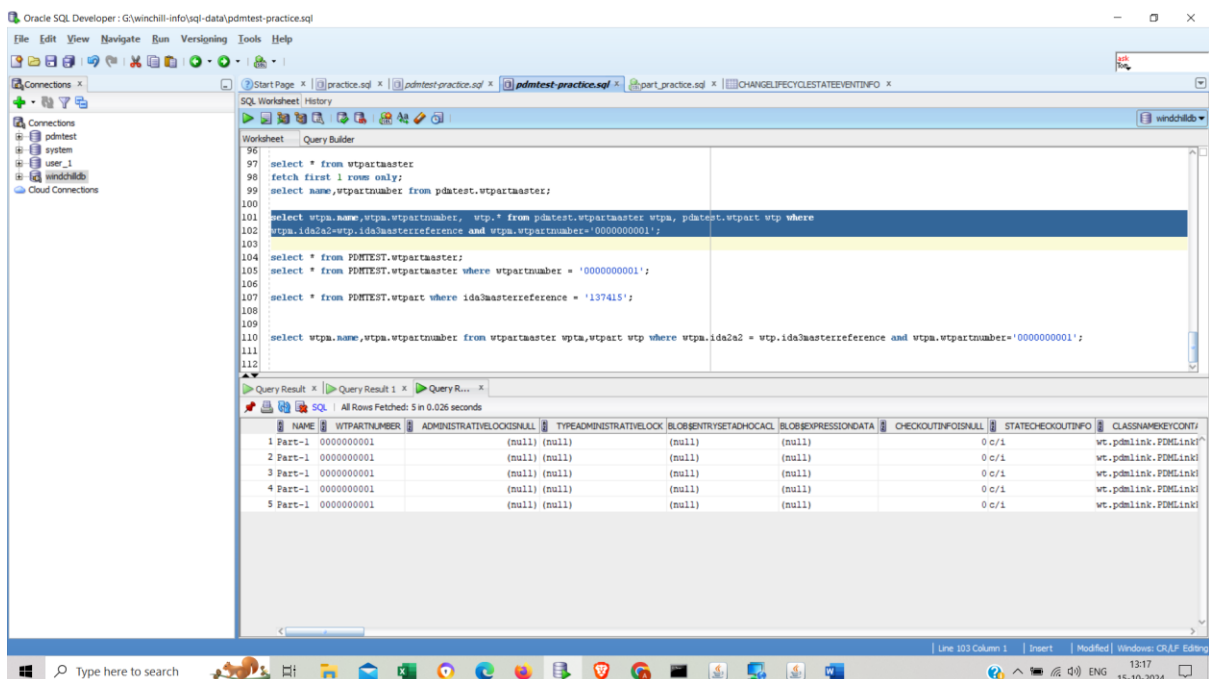 Oracle SQL Developer : G:\winchill-info\sql-data\pdmtest-practice.sql
File Edit View Navigate Run Versioning Tools Help
Connections
Start Page practice.sql pdmtest-practice.sql pdmtest-practice.sql part_practice.sql CHANGELIFECYCLESTATEEVENTINFO
SQL Worksheet History
windchilldb
Worksheet Query Builder
Connections
pdmtest
system
user_1
windchilldb
Cloud Connections
96
97 select * from wtpartmaster
98 fetch first 1 rows only;
99 select name,wtpartnumber from pdmtest.wtpartmaster;
100
101 select wtpm.name,wtpm.wtpartnumber, wtp.* from pdmtest.wtpartmaster wtpm, pdmtest.wtpart wtp where
102 wtpm.ida2a2=wtp.ida3masterreference and wtpm.wtpartnumber='0000000001';
103
104 select * from PDMTEST.wtpartmaster;
105 select * from PDMTEST.wtpartmaster where wtpartnumber = '0000000001';
106
107 select * from PDMTEST.wtpart where ida3masterreference = '137415';
108
109
110 select wtpm.name,wtpm.wtpartnumber from wtpartmaster wptm,wtpart wtp where wtpm.ida2a2 = wtp.ida3masterreference and wtpm.wtpartnumber='0000000001';
111
112
Query Result Query Result 1 Query R...
SQL All Rows Fetched: 5 in 0.026 seconds
NAME WTPARTNUMBER ADMINISTRATIVELOCKISNULL TYPEADMINISTRATIVELOCK BLOB$ENTRYSETADHOCACL BLOB$EXPRESSIONDATA CHECKOUTINFOISNULL STATECHECKOUTINFO CLASSNAMEKEYCONTA
1 Part-1 0000000001 (null) (null) (null) (null) 0 c/i wt.pdmlink.PDMLink
2 Part-1 0000000001 (null) (null) (null) (null) 0 c/i wt.pdmlink.PDMLink
3 Part-1 0000000001 (null) (null) (null) (null) 0 c/i wt.pdmlink.PDMLink
4 Part-1 0000000001 (null) (null) (null) (null) 0 c/i wt.pdmlink.PDMLink
5 Part-1 0000000001 (null) (null) (null) (null) 0 c/i wt.pdmlink.PDMLink
Line 103 Column 1 Insert Modified Windows: CR/LF Editing
Type here to search
ENG 13:17
15-10-2024